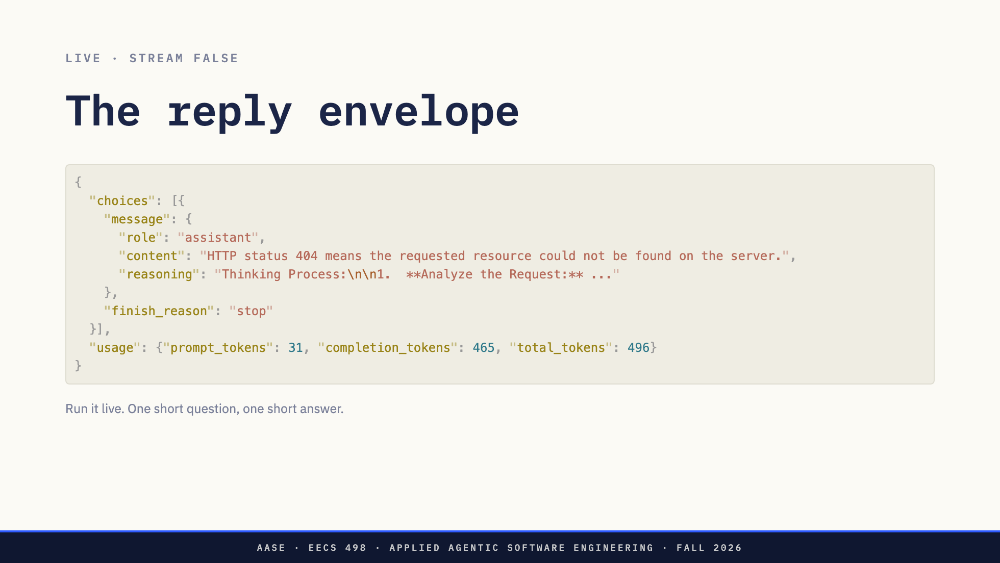 LIVE · STREAM FALSE
The reply envelope
{
  "choices": [{
    "message": {
      "role": "assistant",
      "content": "HTTP status 404 means the requested resource could not be found on the server.",
      "reasoning": "Thinking Process:\n\n1.  **Analyze the Request:** ..."
    },
    "finish_reason": "stop"
  }],
  "usage": {"prompt_tokens": 31, "completion_tokens": 465, "total_tokens": 496}
}
Run it live. One short question, one short answer.
AASE · EECS 498 · APPLIED AGENTIC SOFTWARE ENGINEERING · FALL 2026